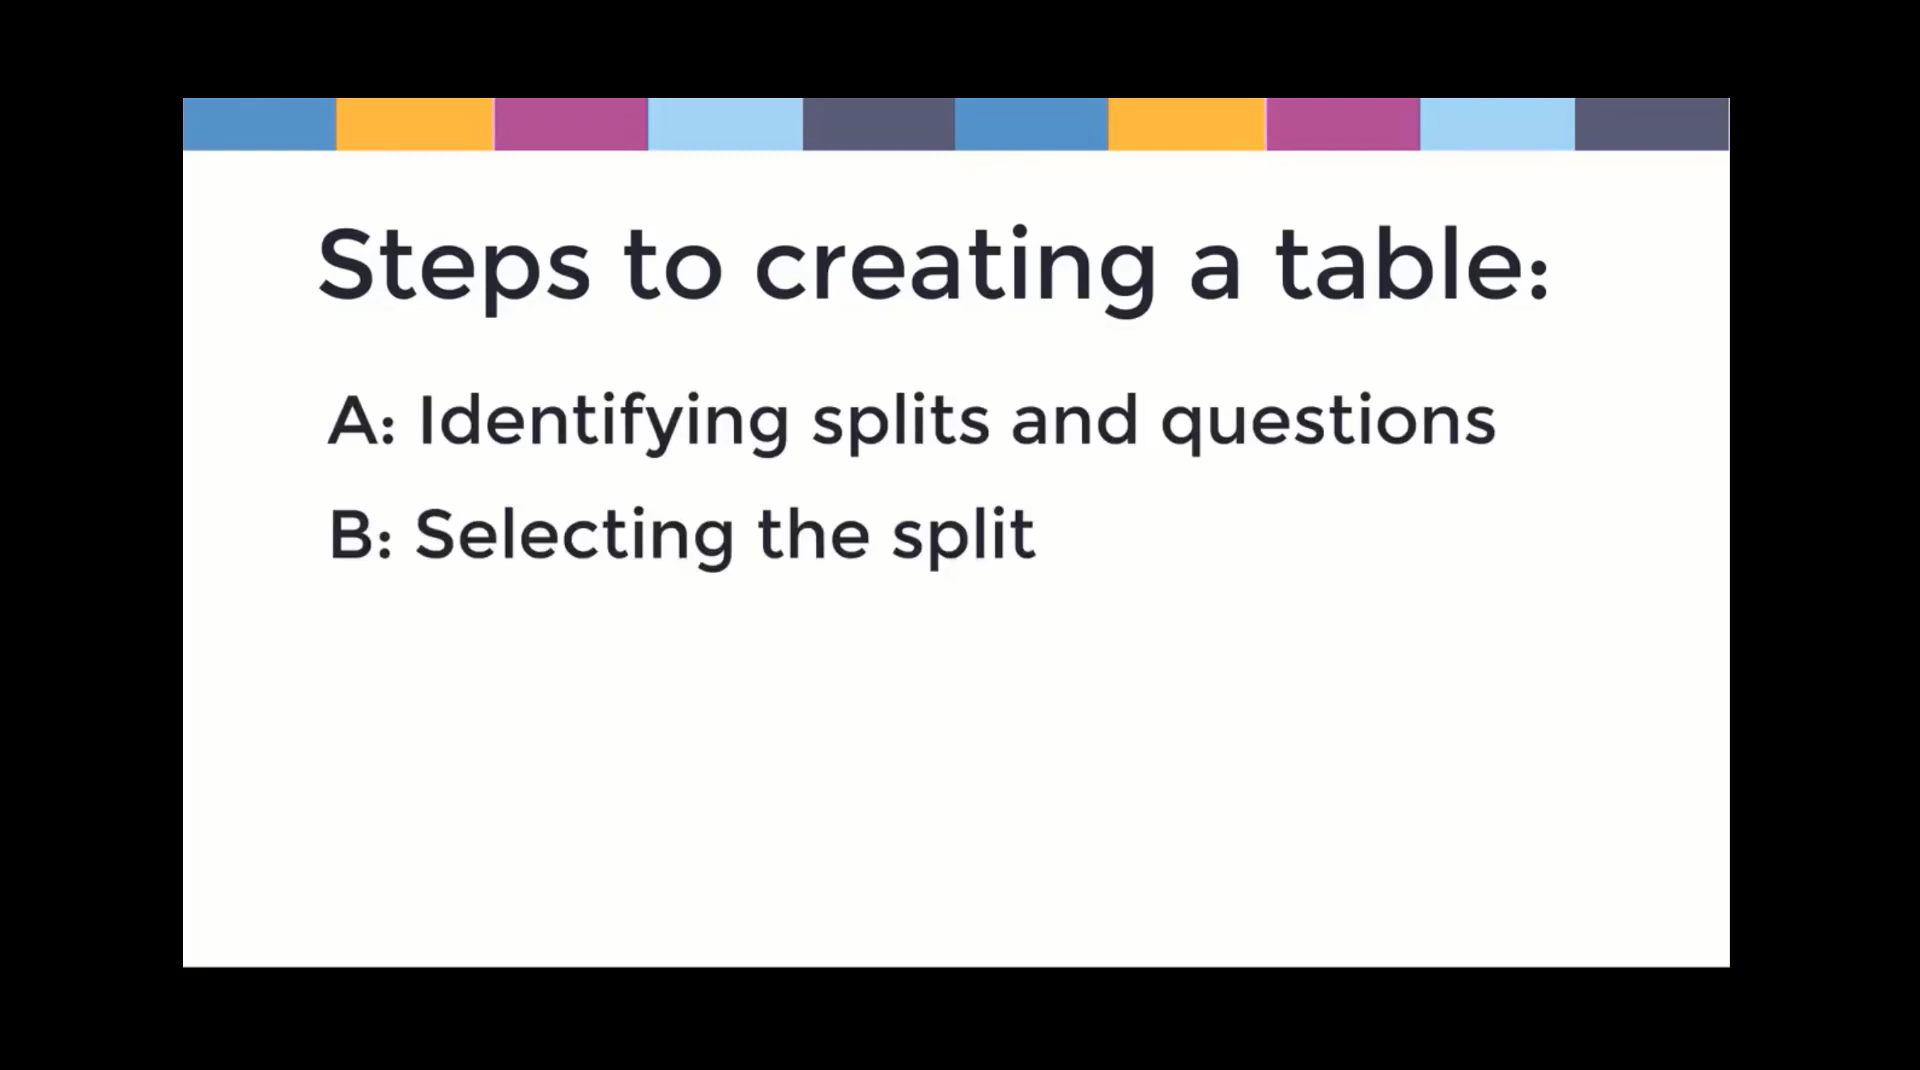 Steps to creating a table:
A: Identifying splits and questions
B: Selecting the split